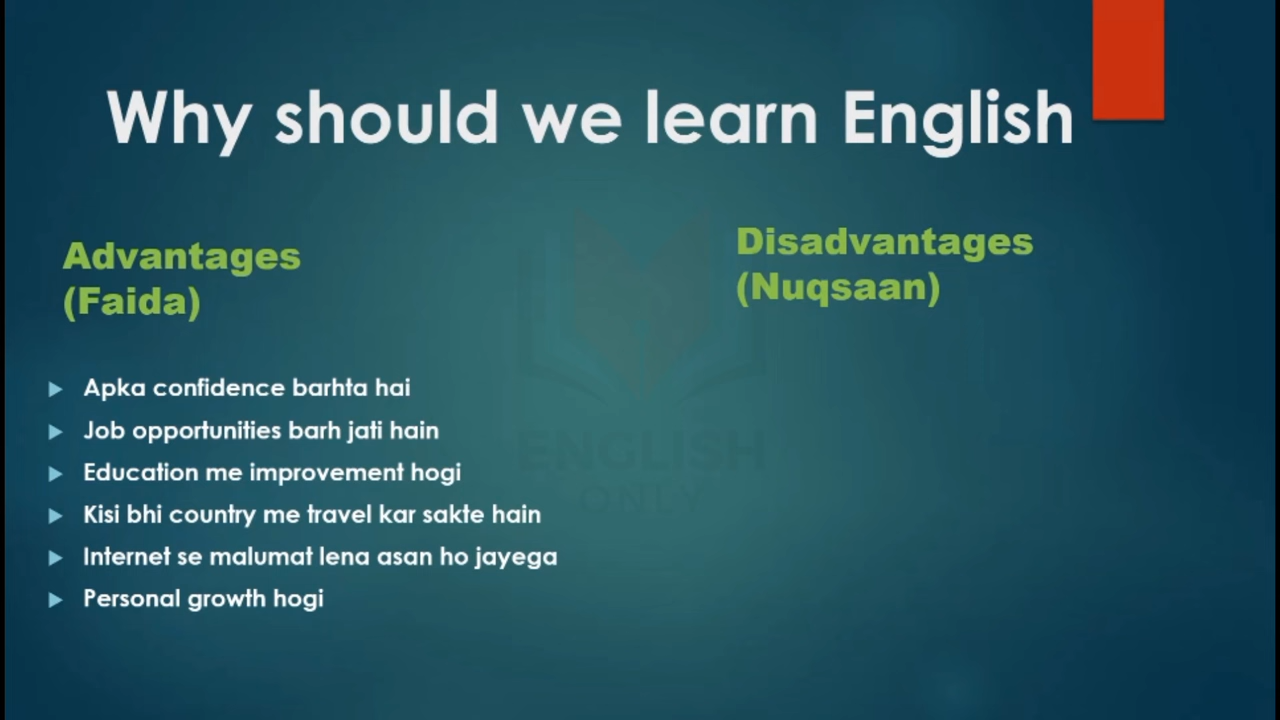 Why should we learn English
Advantages
(Faida)
Apka confidence barhta hai
Job opportunities barh jati hain
Education me improvement hogi
Kisi bhi country me travel kar sakte hain
Internet se malumat lena asan ho jayega
Personal growth hogi
Disadvantages
(Nuqsaan)
ENGLISH
ONLY